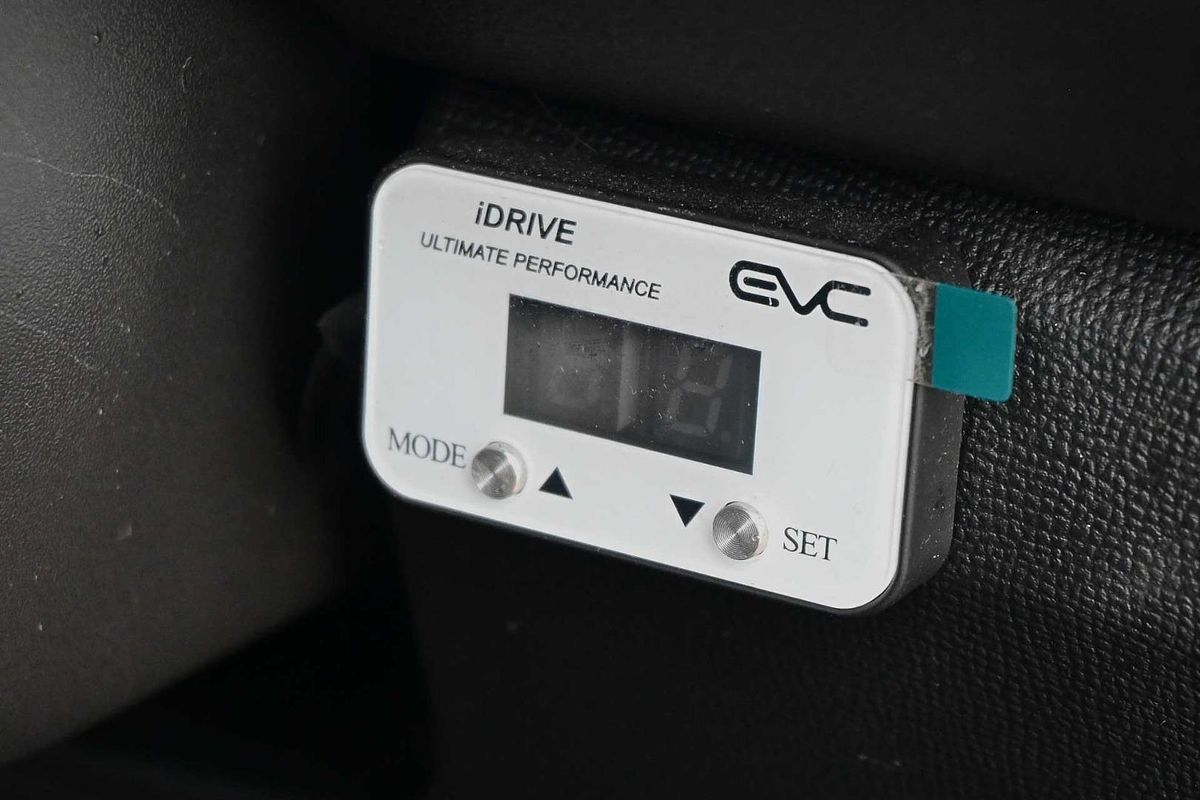 iDRIVE
ULTIMATE PERFORMANCE
EVC
MODE ▲ ▼ SET